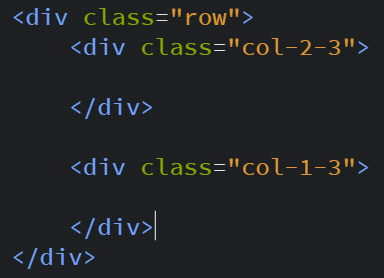 <div class="row">
<div class="col-2-3">
</div>
<div class="col-1-3">
</div>
</div>